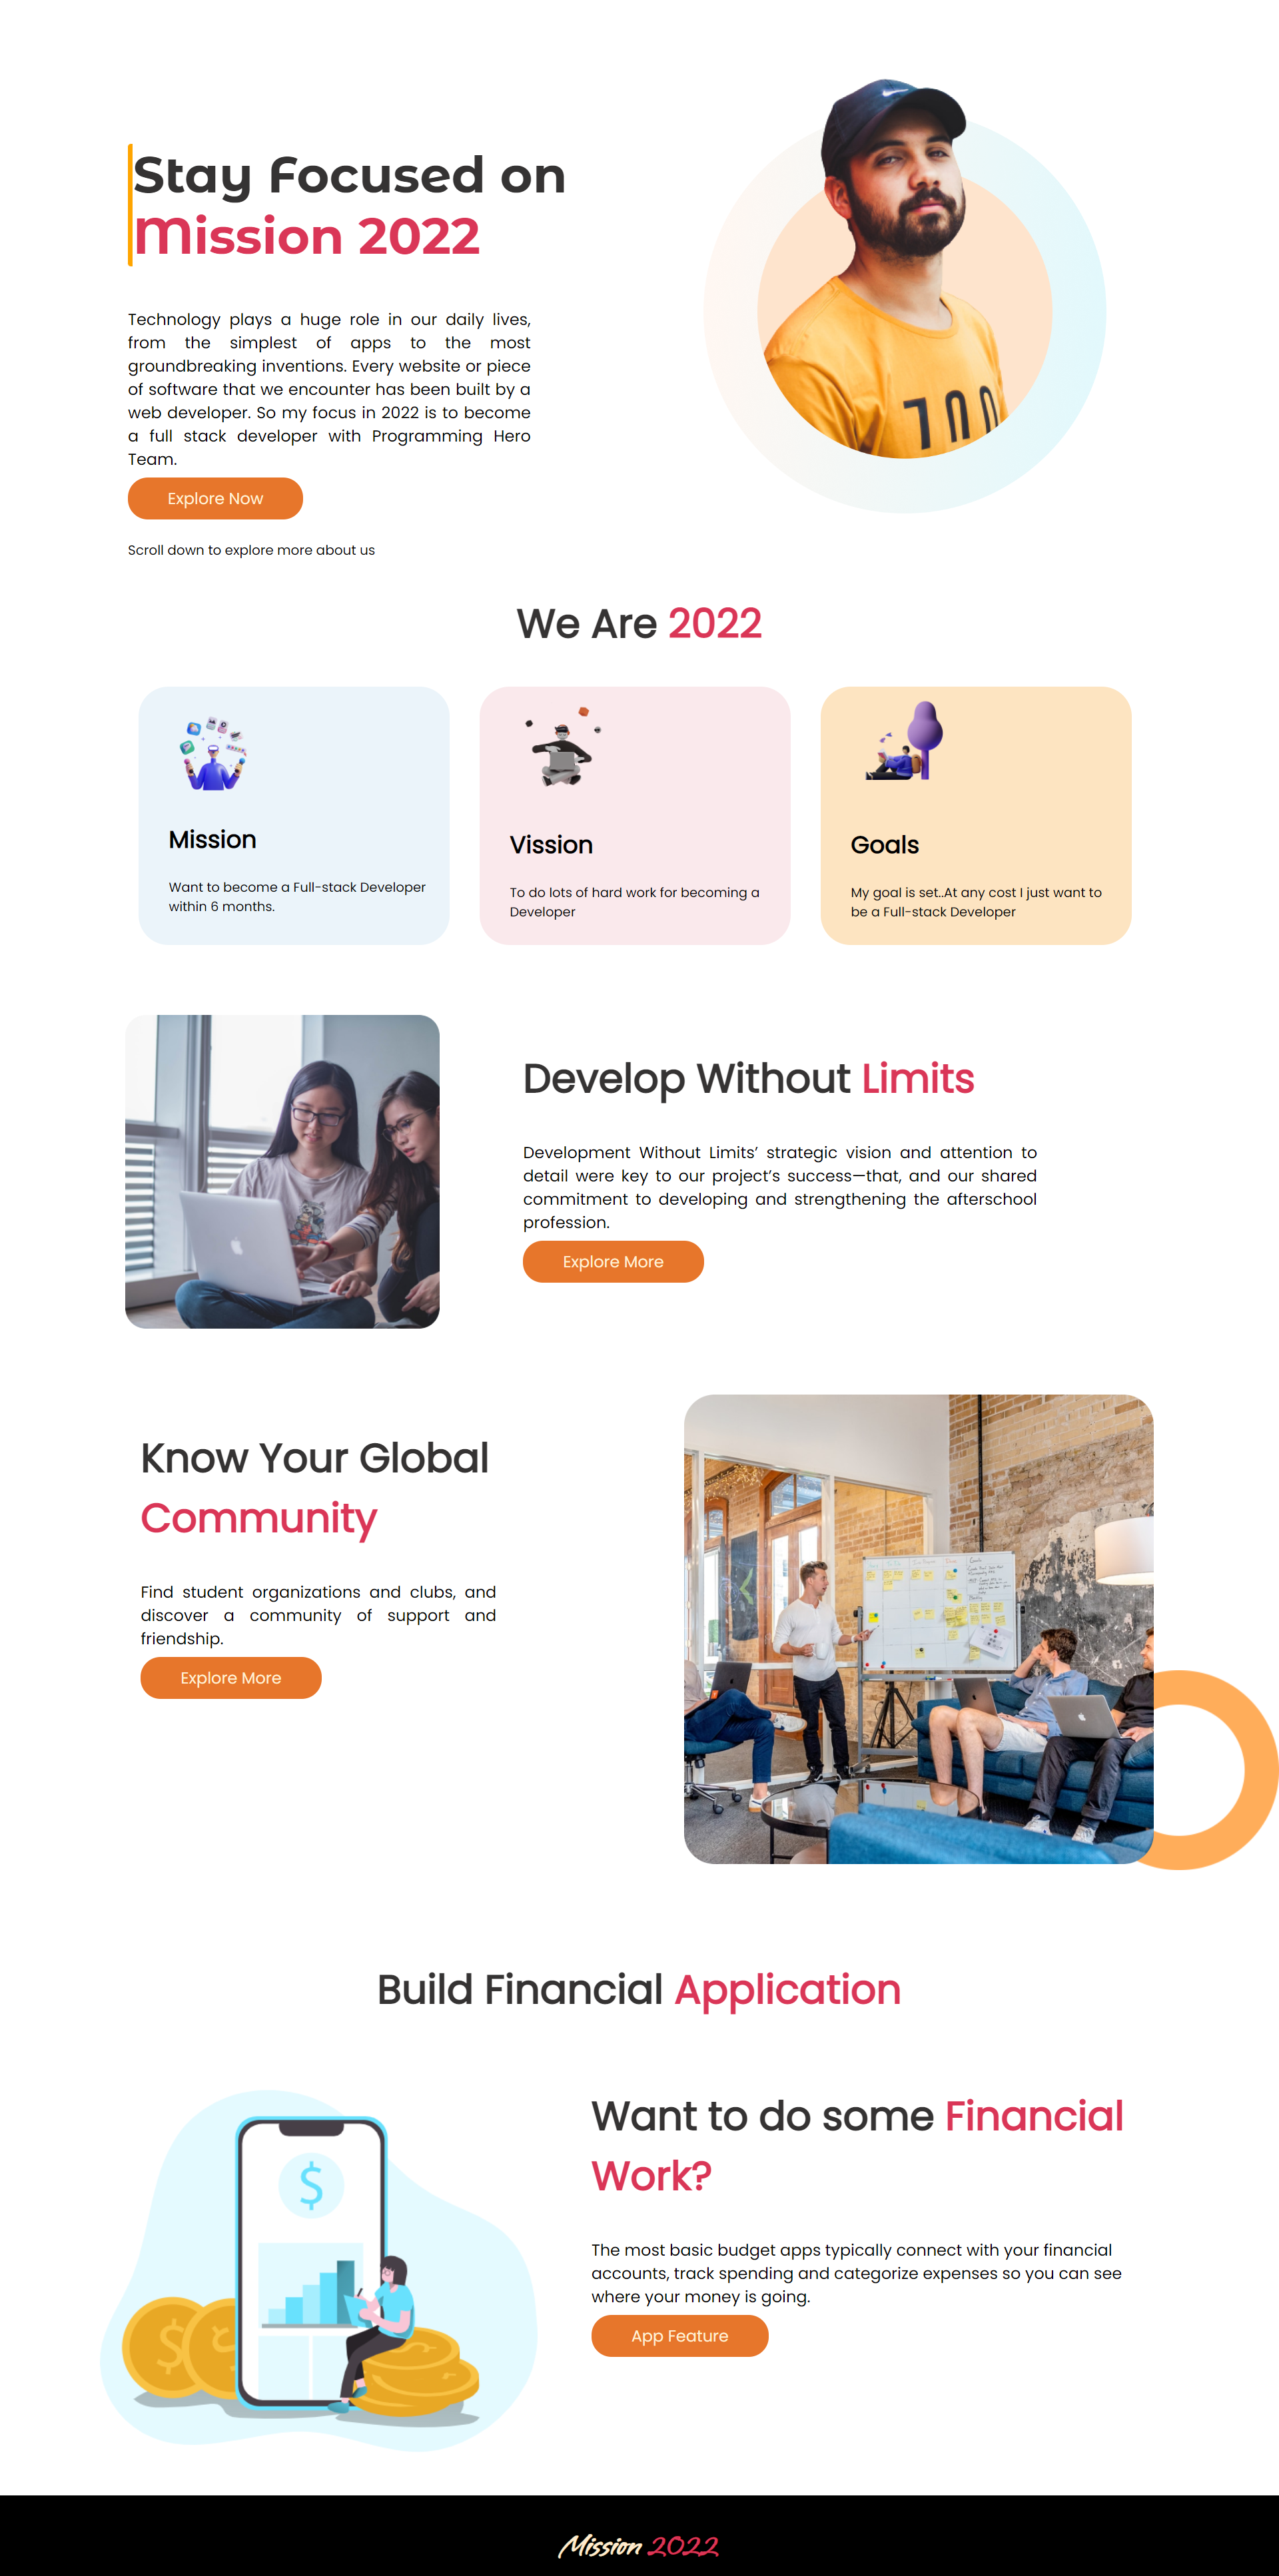 Stay Focused on
Mission 2022
Technology plays a huge role in our daily lives,
from the simplest of apps to the most
groundbreaking inventions. Every website or piece
of software that we encounter has been built by a
web developer. So my focus in 2022 is to become
a full stack developer with Programming Hero
Team.
Explore Now
Scroll down to explore more about us
We Are 2022
Mission
Want to become a Full-stack Developer
within 6 months.
Vission
To do lots of hard work for becoming a
Developer
Goals
My goal is set..At any cost I just want to
be a Full-stack Developer
Develop Without Limits
Development Without Limits’ strategic vision and attention to
detail were key to our project’s success—that, and our shared
commitment to developing and strengthening the afterschool
profession.
Explore More
Know Your Global
Community
Find student organizations and clubs, and
discover a community of support and
friendship.
Explore More
Build Financial Application
Want to do some Financial
Work?
The most basic budget apps typically connect with your financial
accounts, track spending and categorize expenses so you can see
where your money is going.
App Feature
Mission 2022